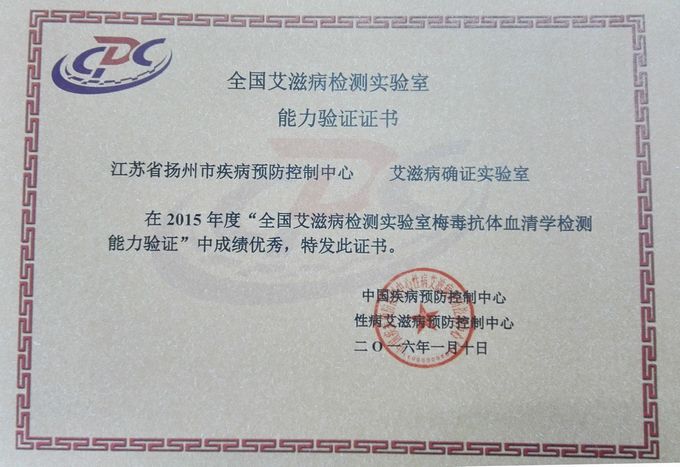 CDC
全国艾滋病检测实验室
能力验证证书
江苏省扬州市疾病预防控制中心 艾滋病确证实验室
在 2015 年度“全国艾滋病检测实验室梅毒抗体血清学检测
能力验证”中成绩优秀，特发此证书。
中国疾病预防控制中心
性病艾滋病预防控制中心
二〇一六年一月十日